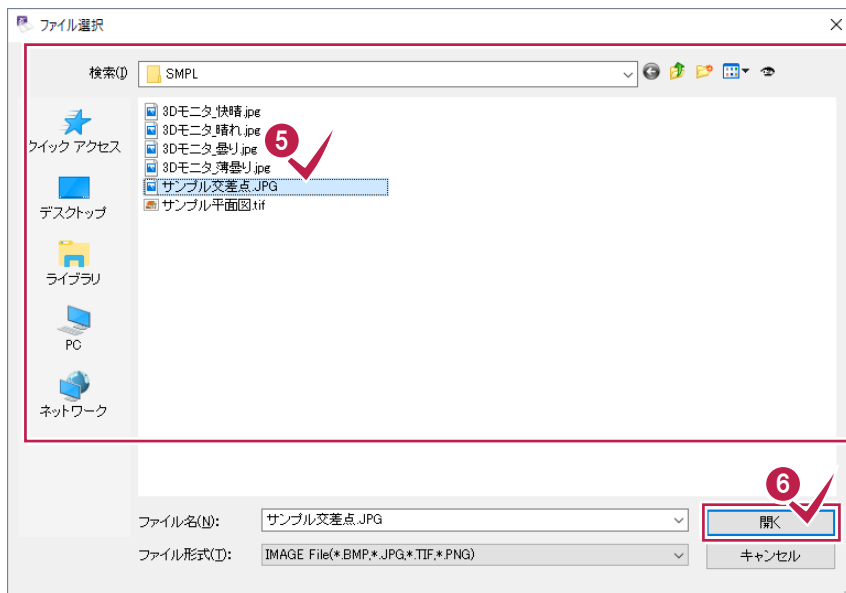 ファイル選択
検索(I)
SMPL
クイック アクセス
デスクトップ
ライブラリ
PC
ネットワーク
3Dモニタ_快晴.jpg
3Dモニタ_晴れ.jpg
3Dモニタ_曇り.jpg
3Dモニタ_薄曇り.jpg
サンプル交差点.JPG
サンプル平面図.tif
5
6
ファイル名(N):
サンプル交差点.JPG
開く
ファイル形式(T):
IMAGE File(*.BMP,*.JPG,*.TIF,*.PNG)
キャンセル